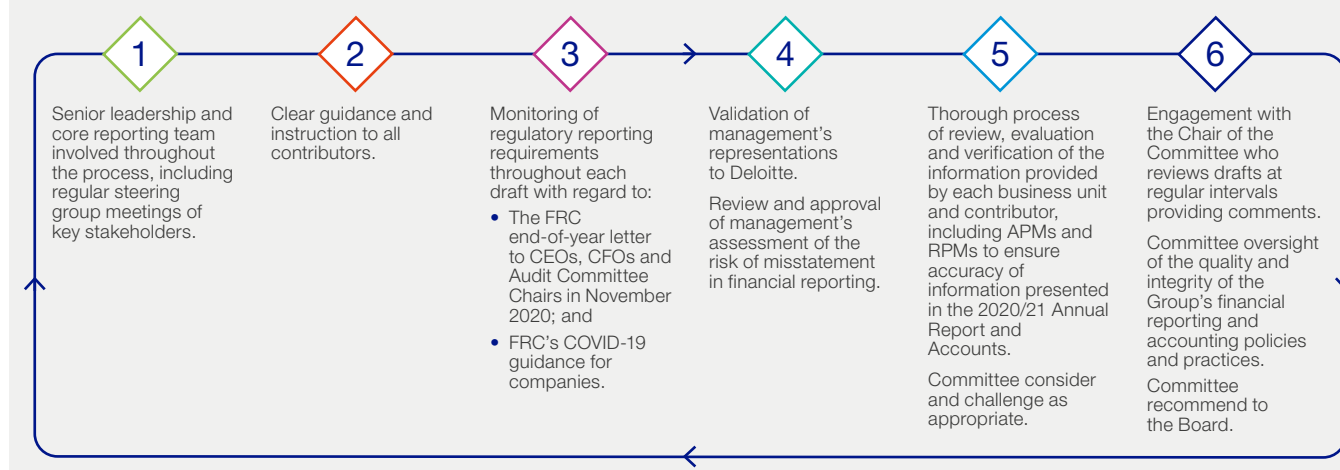 1
Senior leadership and
core reporting team
involved throughout
the process, including
regular steering
group meetings of
key stakeholders.
2
Clear guidance and
instruction to all
contributors.
3
Monitoring of
regulatory reporting
requirements
throughout each
draft with regard to:
• The FRC
end-of-year letter
to CEOs, CFOs and
Audit Committee
Chairs in November
2020; and
• FRC's COVID-19
guidance for
companies.
4
Validation of
management's
representations
to Deloitte.
Review and approval
of management's
assessment of the
risk of misstatement
in financial reporting.
5
Thorough process
of review, evaluation
and verification of the
information provided
by each business unit
and contributor,
including APMs and
RPMs to ensure
accuracy of
information presented
in the 2020/21 Annual
Report and
Accounts.
Committee consider
and challenge as
appropriate.
6
Engagement with
the Chair of the
Committee who
reviews drafts at
regular intervals
providing comments.
Committee oversight
of the quality and
integrity of the
Group's financial
reporting and
accounting policies
and practices.
Committee
recommend to
the Board.